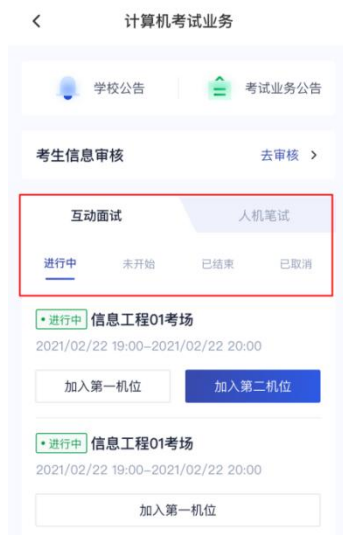 计算机考试业务
学校公告 考试业务公告
考生信息审核 去审核
互动面试 人机笔试
进行中 未开始 已结束 已取消
进行中 信息工程01考场
2021/02/22 19:00-2021/02/22 20:00
加入第一机位 加入第二机位
进行中 信息工程01考场
2021/02/22 19:00-2021/02/22 20:00
加入第一机位